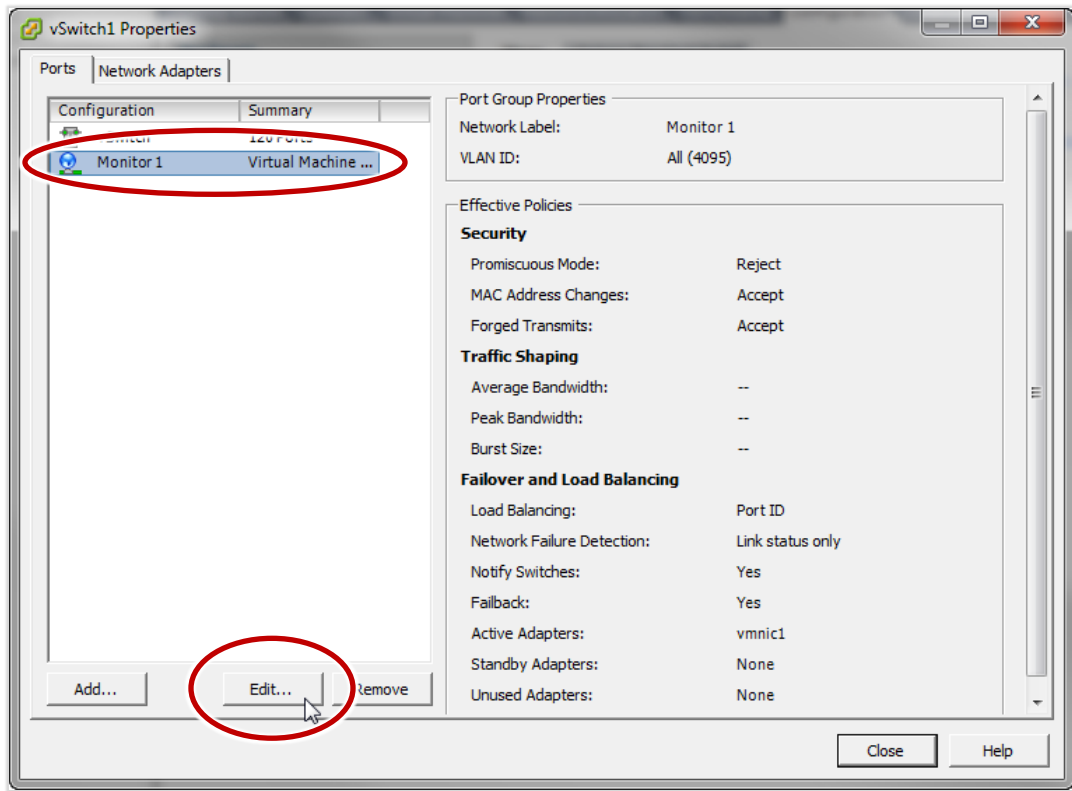 vSwitch1 Properties
Ports Network Adapters
Configuration Summary
Monitor 1 Virtual Machine ...
Add... Edit... Remove
Port Group Properties
Network Label: Monitor 1
VLAN ID: All (4095)
Effective Policies
Security
Promiscuous Mode: Reject
MAC Address Changes: Accept
Forged Transmits: Accept
Traffic Shaping
Average Bandwidth: --
Peak Bandwidth: --
Burst Size: --
Failover and Load Balancing
Load Balancing: Port ID
Network Failure Detection: Link status only
Notify Switches: Yes
Failback: Yes
Active Adapters: vmnic1
Standby Adapters: None
Unused Adapters: None
Close Help